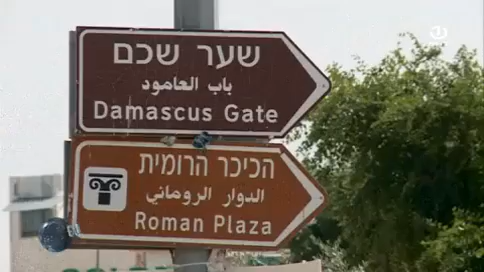 שער שכם
باب العامود
Damascus Gate
הכיכר הרומית
الدوار الروماني
Roman Plaza